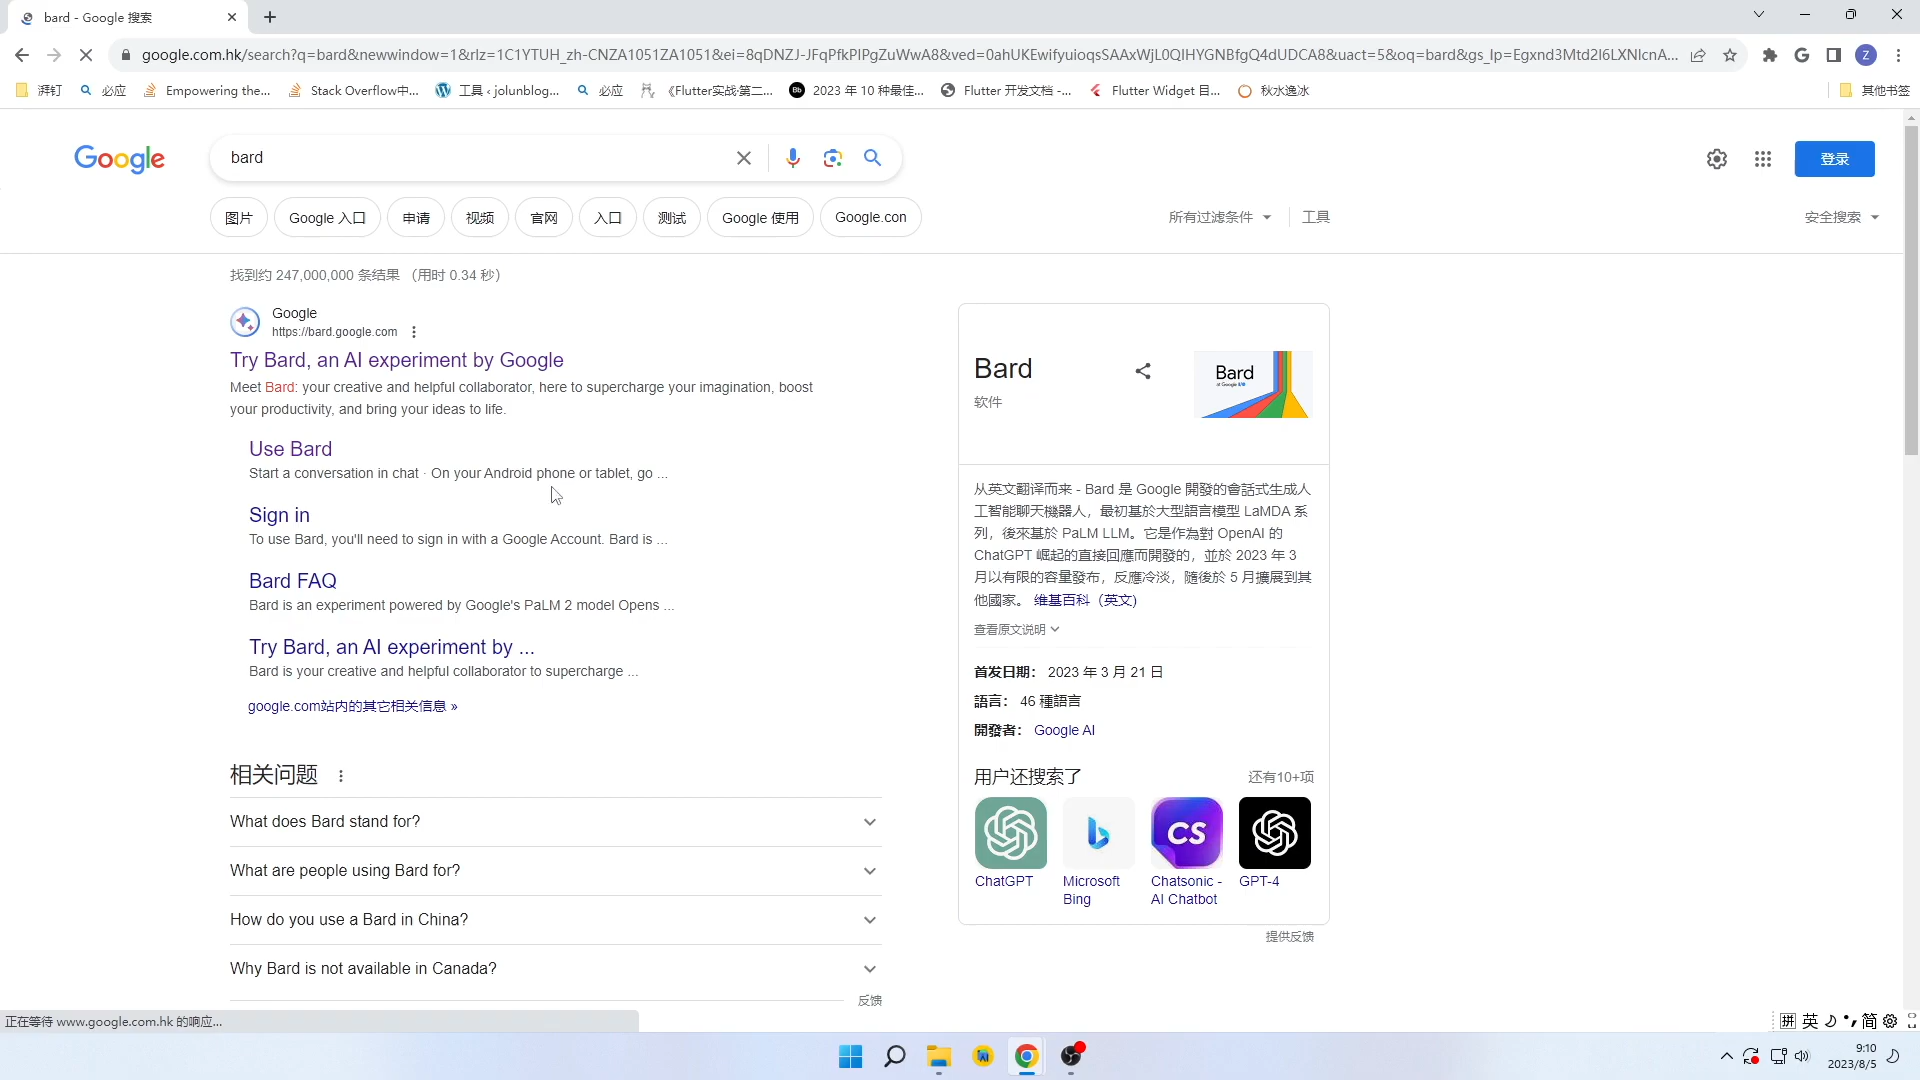 bard - Google 搜索
google.com.hk/search?q=bard&newwindow=1&rlz=1C1YTUH_zh-CNZA1051ZA1051&ei=8qDNZJ-JFqPfkPIPgZuWwA8&ved=0ahUKEwifyuioqsSAAxWjL0QIHYGNBfgQ4dUDCA8&uact=5&oq=bard&gs_lp=Egxnd3Mtd2l6LXNlcnA...
Z
湃钉
必应
Empowering the...
Stack Overflow中...
工具 ‹ jolunblog...
必应
《Flutter实战·第二...
2023 年 10 种最佳...
Flutter 开发文档 -...
Flutter Widget 目...
秋水逸冰
其他书签
Google
bard
登录
图片
Google 入口
申请
视频
官网
入口
测试
Google 使用
Google.con
所有过滤条件
工具
安全搜索
找到约 247,000,000 条结果 （用时 0.34 秒）
Google
https://bard.google.com
Try Bard, an AI experiment by Google
Meet Bard: your creative and helpful collaborator, here to supercharge your imagination, boost
your productivity, and bring your ideas to life.
Use Bard
Start a conversation in chat · On your Android phone or tablet, go ...
Sign in
To use Bard, you'll need to sign in with a Google Account. Bard is ...
Bard FAQ
Bard is an experiment powered by Google's PaLM 2 model Opens ...
Try Bard, an AI experiment by ...
Bard is your creative and helpful collaborator to supercharge ...
google.com站内的其它相关信息 »
相关问题
What does Bard stand for?
What are people using Bard for?
How do you use a Bard in China?
Why Bard is not available in Canada?
反馈
Bard
软件
Bard
从英文翻译而来 - Bard 是 Google 開發的會話式生成人
工智能聊天機器人，最初基於大型語言模型 LaMDA 系
列，後來基於 PaLM LLM。它是作為對 OpenAI 的
ChatGPT 崛起的直接回應而開發的，並於 2023 年 3
月以有限的容量發布，反應冷淡，隨後於 5 月擴展到其
他國家。 维基百科（英文）
查看原文说明
首发日期： 2023 年 3 月 21 日
語言： 46 種語言
開發者： Google AI
用户还搜索了
还有10+项
CS
ChatGPT
Microsoft
Bing
Chatsonic -
AI Chatbot
GPT-4
提供反馈
正在等待 www.google.com.hk 的响应...
拼 英 简
9:10
2023/8/5